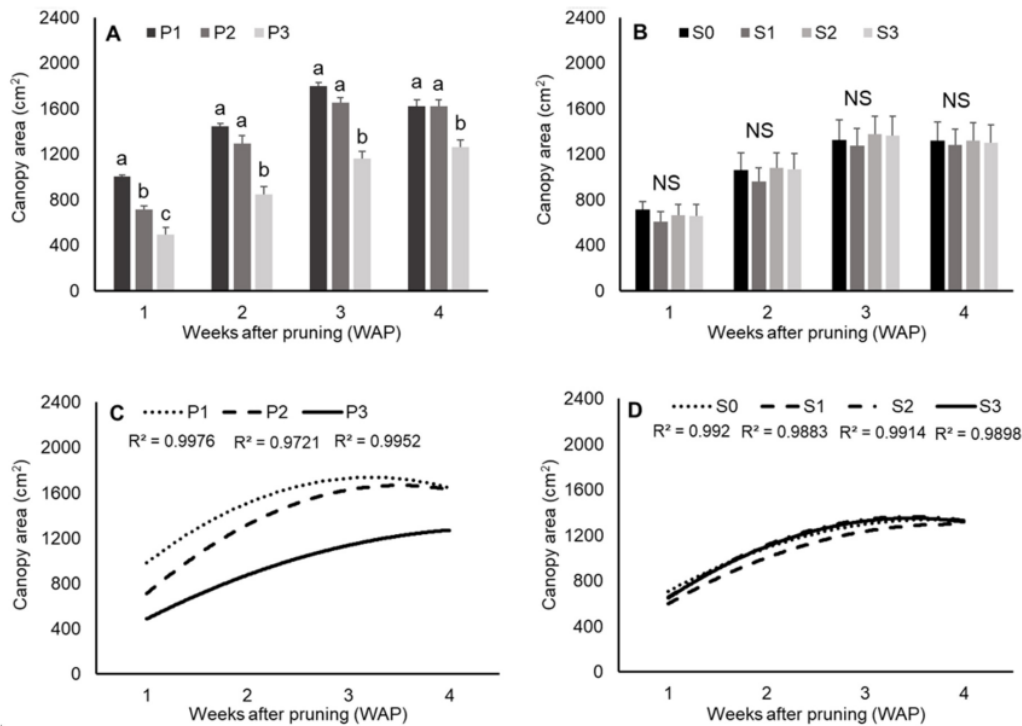 A P1 P2 P3
2400
2000
1600
1200
800
400
0
Canopy area (cm²)
a b c
a a b
a a b
a a b
1 2 3 4
Weeks after pruning (WAP)
B S0 S1 S2 S3
2400
2000
1600
1200
800
400
0
Canopy area (cm²)
NS NS NS NS
1 2 3 4
Weeks after pruning (WAP)
C P1 P2 P3
R² = 0.9976 R² = 0.9721 R² = 0.9952
2400
2000
1600
1200
800
400
0
Canopy area (cm²)
1 2 3 4
Weeks after pruning (WAP)
D S0 S1 S2 S3
R² = 0.992 R² = 0.9883 R² = 0.9914 R² = 0.9898
2400
2000
1600
1200
800
400
0
Canopy area (cm²)
1 2 3 4
Weeks after pruning (WAP)